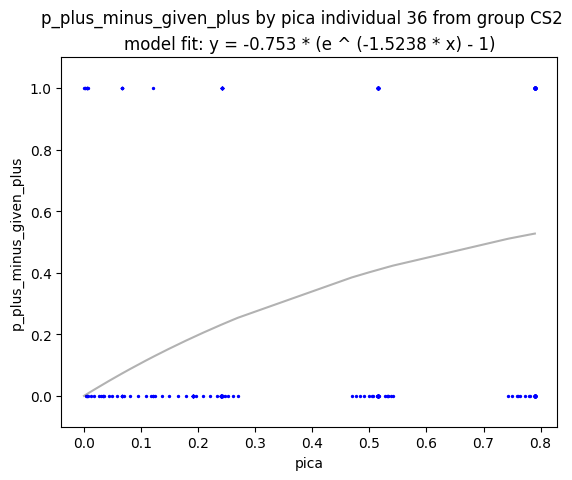 p_plus_minus_given_plus by pica individual 36 from group CS2
model fit: y = -0.753 * (e ^ (-1.5238 * x) - 1)
1.0
0.8
0.6
0.4
0.2
0.0
p_plus_minus_given_plus
0.0 0.1 0.2 0.3 0.4 0.5 0.6 0.7 0.8
pica